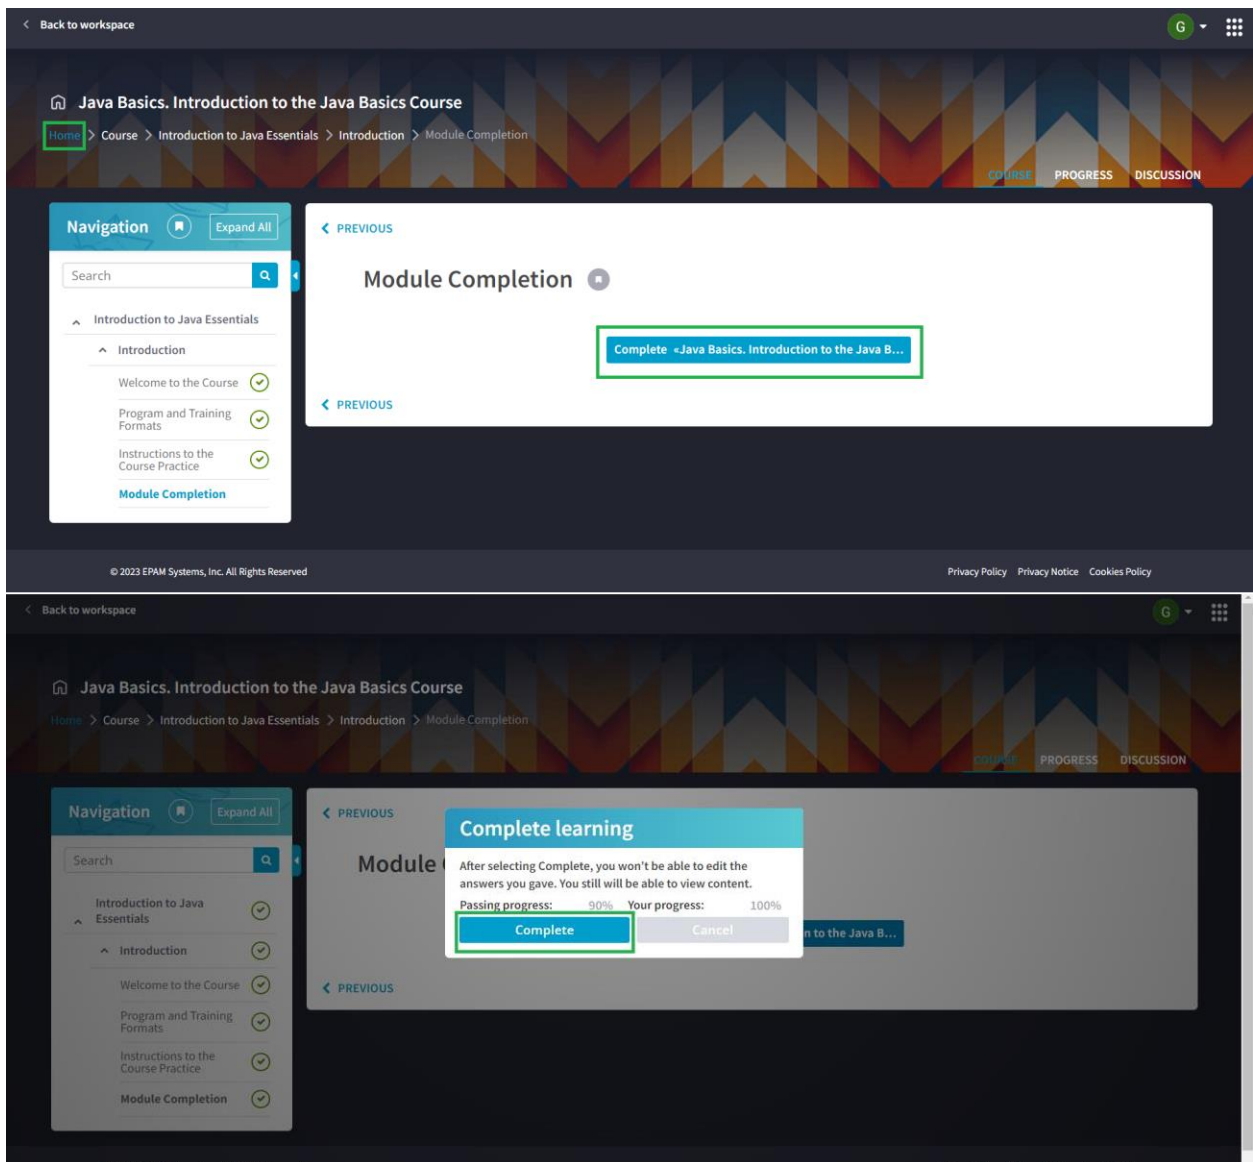 Back to workspace
G
Java Basics. Introduction to the Java Basics Course
Home > Course > Introduction to Java Essentials > Introduction > Module Completion
COURSE PROGRESS DISCUSSION
Navigation Expand All
Search
Introduction to Java Essentials
Introduction
Welcome to the Course
Program and Training
Formats
Instructions to the
Course Practice
Module Completion
PREVIOUS
Module Completion
Complete «Java Basics. Introduction to the Java B...
PREVIOUS
© 2023 EPAM Systems, Inc. All Rights Reserved
Privacy Policy Privacy Notice Cookies Policy
Back to workspace
G
Java Basics. Introduction to the Java Basics Course
Home > Course > Introduction to Java Essentials > Introduction > Module Completion
COURSE PROGRESS DISCUSSION
Navigation Expand All
Search
Introduction to Java
Essentials
Introduction
Welcome to the Course
Program and Training
Formats
Instructions to the
Course Practice
Module Completion
PREVIOUS
Module
Complete learning
After selecting Complete, you won't be able to edit the
answers you gave. You still will be able to view content.
Passing progress: 90% Your progress: 100%
Complete Cancel
n to the Java B...
PREVIOUS